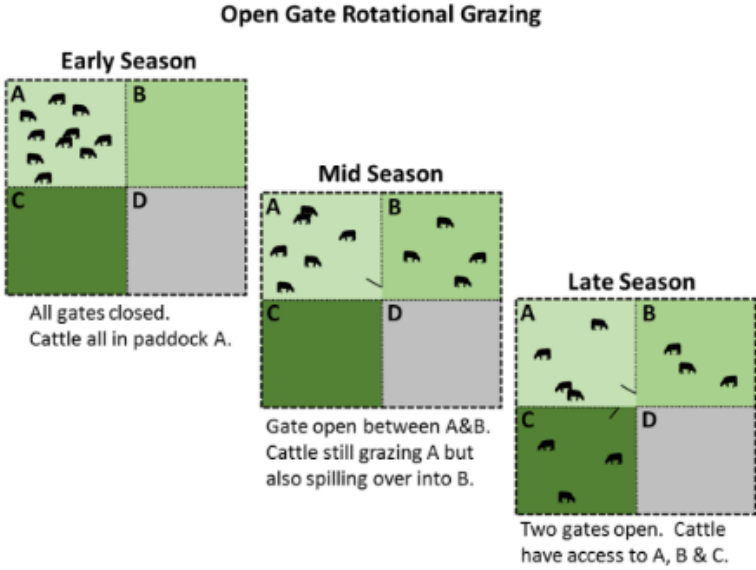 Open Gate Rotational Grazing
Early Season
A
B
C
D
All gates closed.
Cattle all in paddock A.
Mid Season
A
B
C
D
Gate open between A&B.
Cattle still grazing A but
also spilling over into B.
Late Season
A
B
C
D
Two gates open.  Cattle
have access to A, B & C.